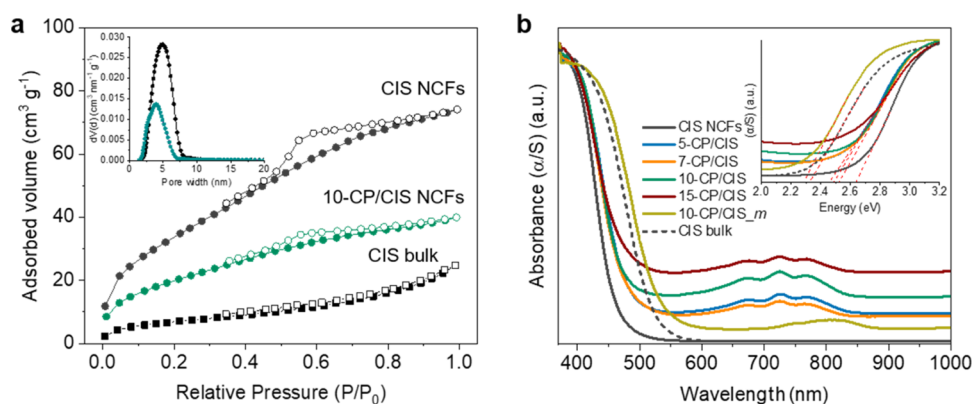 a
Adsorbed volume (cm³ g⁻¹)
100
80
60
40
20
0
0.0 0.2 0.4 0.6 0.8 1.0
Relative Pressure (P/P₀)
CIS NCFs
10-CP/CIS NCFs
CIS bulk
dV(d) (cm³ nm⁻¹ g⁻¹)
0.030
0.025
0.020
0.015
0.010
0.005
0.000
0 5 10 15 20
Pore width (nm)
b
Absorbance (α/S) (a.u.)
400 500 600 700 800 900 1000
Wavelength (nm)
CIS NCFs
5-CP/CIS
7-CP/CIS
10-CP/CIS
15-CP/CIS
10-CP/CIS_m
CIS bulk
(α/S) (a.u.)
2.0 2.2 2.4 2.6 2.8 3.0 3.2
Energy (eV)